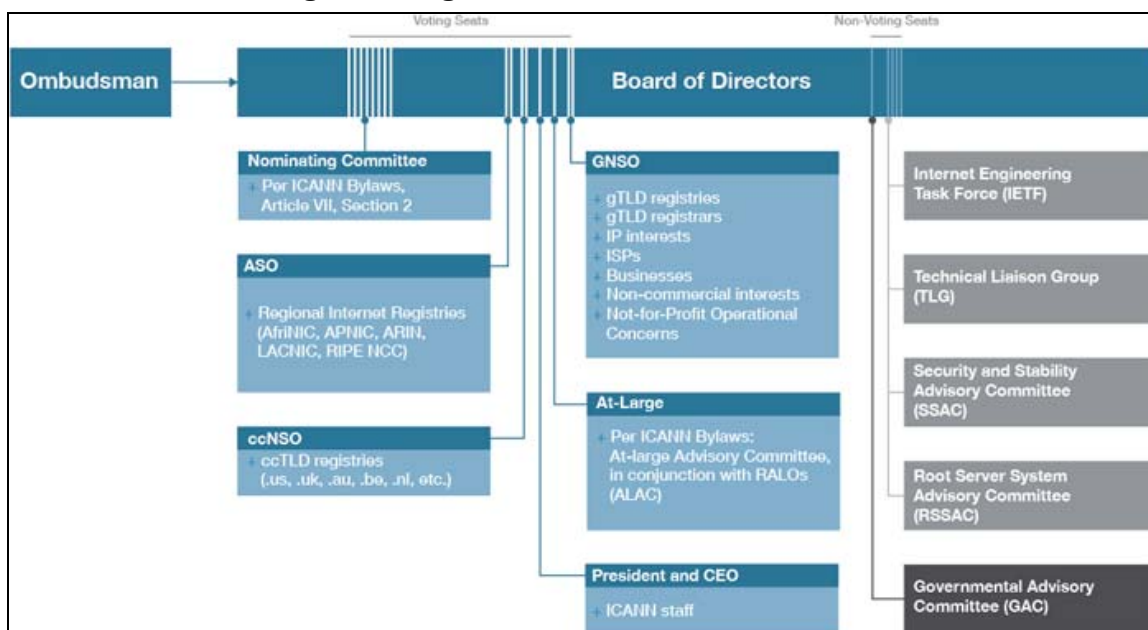 Voting Seats
Non-Voting Seats
Ombudsman
Board of Directors
Nominating Committee
+ Per ICANN Bylaws,
Article VII, Section 2
ASO
+ Regional Internet Registries
(AfriNIC, APNIC, ARIN,
LACNIC, RIPE NCC)
ccNSO
+ ccTLD registries
(.us, .uk, .au, .be, .nl, etc.)
GNSO
+ gTLD registries
+ gTLD registrars
+ IP interests
+ ISPs
+ Businesses
+ Non-commercial interests
+ Not-for-Profit Operational
Concerns
At-Large
+ Per ICANN Bylaws:
At-large Advisory Committee,
in conjunction with RALOs
(ALAC)
President and CEO
+ ICANN staff
Internet Engineering
Task Force (IETF)
Technical Liaison Group
(TLG)
Security and Stability
Advisory Committee
(SSAC)
Root Server System
Advisory Committee
(RSSAC)
Governmental Advisory
Committee (GAC)